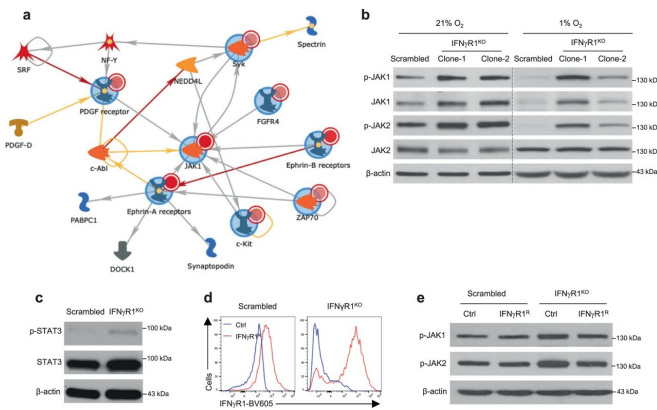 a
SRF
NF-Y
NEDD4L
Syk
Spectrin
PDGF receptor
FGFR4
PDGF-D
c-Abl
JAK1
Ephrin-B receptors
PABPC1
Ephrin-A receptors
ZAP70
c-Kit
DOCK1
Synaptopodin
b
21% O₂ 1% O₂
IFNγR1ᴷᴼ IFNγR1ᴷᴼ
Scrambled Clone-1 Clone-2 Scrambled Clone-1 Clone-2
p-JAK1 130 kD
JAK1 130 kD
p-JAK2 130 kD
JAK2 130 kD
β-actin 43 kDa
c
Scrambled IFNγR1ᴷᴼ
p-STAT3 100 kDa
STAT3 100 kDa
β-actin 43 kDa
d
Scrambled IFNγR1ᴷᴼ
Ctrl
IFNγR1ᴿ
Cells
IFNγR1-BV605
e
Scrambled IFNγR1ᴷᴼ
Ctrl IFNγR1ᴿ Ctrl IFNγR1ᴿ
p-JAK1 130 kDa
p-JAK2 130 kDa
β-actin 43 kDa